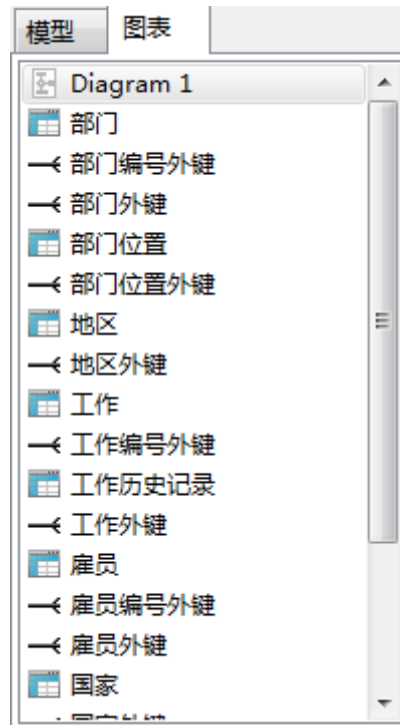 模型 图表
Diagram 1
部门
部门编号外键
部门外键
部门位置
部门位置外键
地区
地区外键
工作
工作编号外键
工作历史记录
工作外键
雇员
雇员编号外键
雇员外键
国家